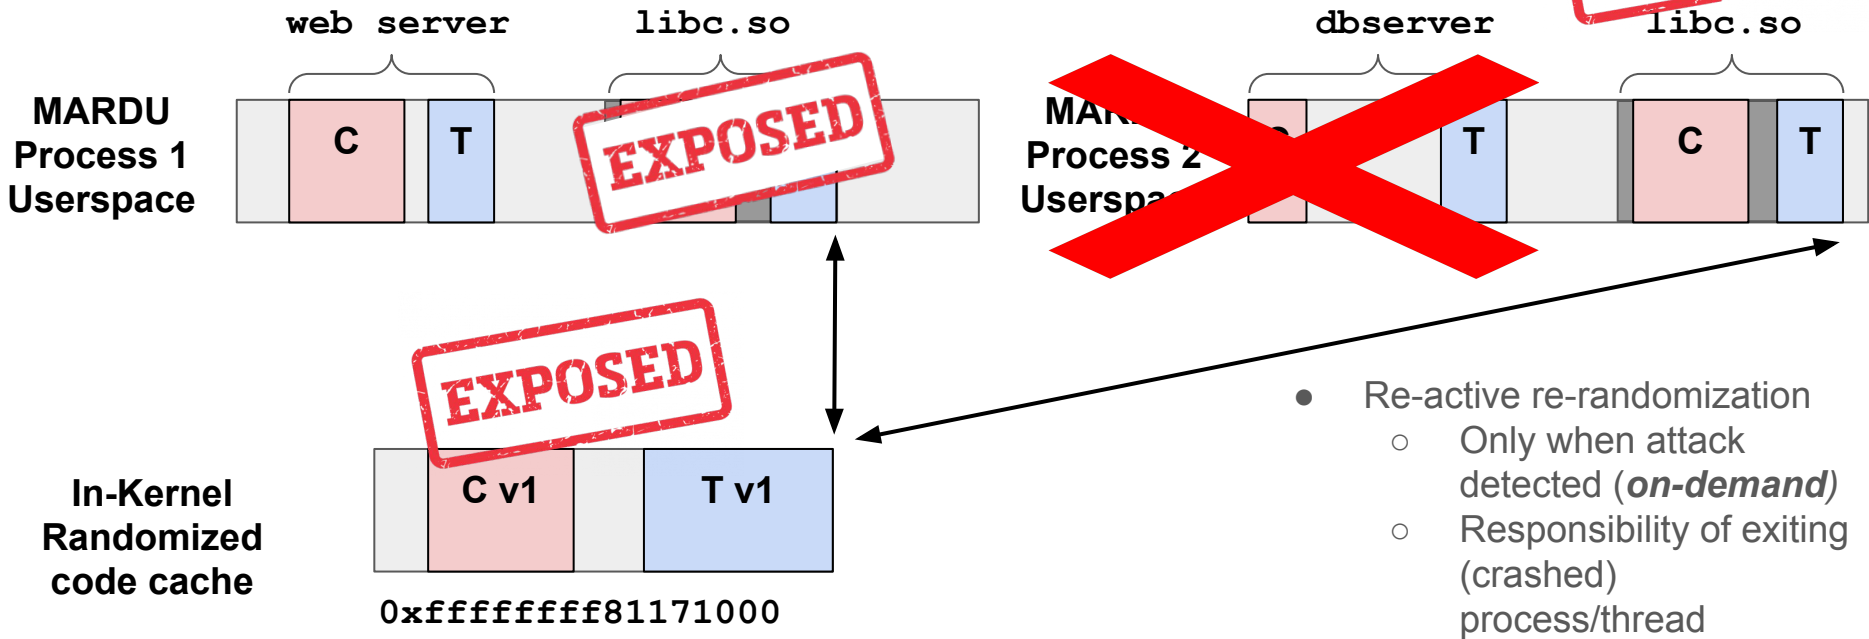 web server
libc.so
dbserver
libc.so
MARDU
Process 1
Userspace
C
T
EXPOSED
Process 2
T
C
T
EXPOSED
C v1
T v1
In-Kernel
Randomized
code cache
0xffffffff81171000
● Re-active re-randomization
○ Only when attack
detected (on-demand)
○ Responsibility of exiting
(crashed)
process/thread